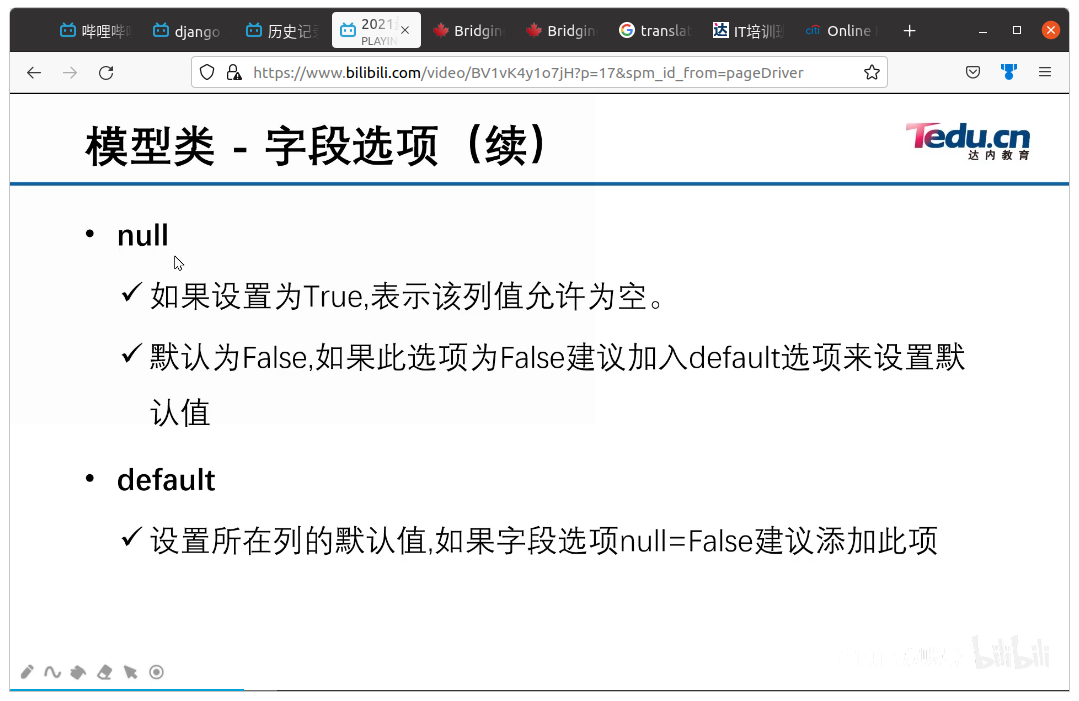 哔哩哔
django
历史记
2021
PLAYIN
Bridgin
Bridgin
translat
IT培训
citi Online
https://www.bilibili.com/video/BV1vK4y1o7jH?p=17&spm_id_from=pageDriver
模型类 - 字段选项（续）
Tedu.cn
达内教育
• null
✓ 如果设置为True,表示该列值允许为空。
✓ 默认为False,如果此选项为False建议加入default选项来设置默
认值
• default
✓ 设置所在列的默认值,如果字段选项null=False建议添加此项
bilibili